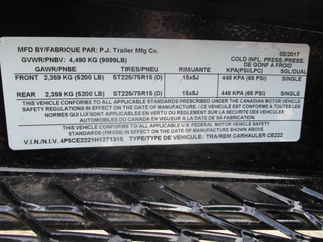 MFD BY/FABRIQUE PAR: P.J. Trailer Mfg Co. 02/2017
GVWR/PNBV: 4,490 KG (9899LB) COLD INFL. PRESS./PRESS.
DE GONF A FROID
GAWR/PNBE TIRES/PNEU RIM/JANTE KPA(PSI/LPC) SGL/DUAL
FRONT 2,359 KG (5200 LB) ST225/75R15 (D) 15x5J 448 KPA (65 PSI) SGL
REAR 2,359 KG (5200 LB) ST225/75R15 (D) 15x5J 448 KPA (65 PSI) SGL
THIS VEHICLE CONFORMS TO ALL APPLICABLE STANDARDS PRESCRIBED UNDER THE CANADIAN MOTOR VEHICLE
SAFETY REGULATIONS IN EFFECT ON THE DATE OF MANUFACTURE / CE VEHICULE EST CONFORME A TOUTES LES
NORMES QUI LUI SONT APPLICABLES EN VERTU DU REGLEMENT SUR LA SECURITE DES VEHICULES
AUTOMOBILES DU CANADA EN VIGUEUR A LA DATE DE SA FABRICATION
THIS VEHICLE CONFORMS TO ALL APPLICABLE U.S. FEDERAL MOTOR VEHICLE SAFETY
STANDARDS (FMVSS) IN EFFECT ON THE DATE OF MANUFACTURE SHOWN ABOVE
V.I.N./N.I.V. TYPE/TYPE DE VEHICULE: TRA/REM CARHAULER